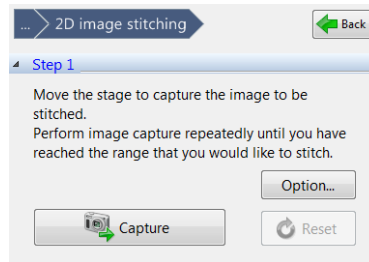 ... 2D image stitching Back
Step 1
Move the stage to capture the image to be
stitched.
Perform image capture repeatedly until you have
reached the range that you would like to stitch.
Option...
Capture Reset